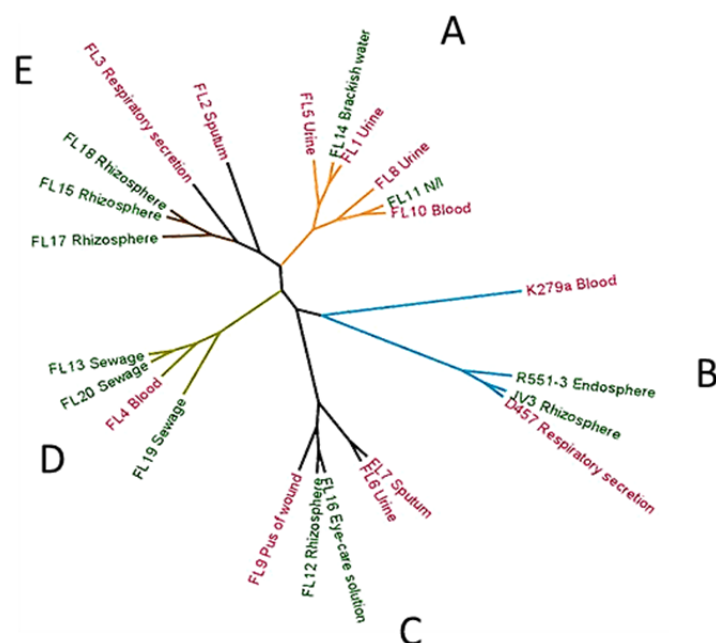 A
E
FL3 Respiratory secretion
FL2 Sputum
FL5 Urine
FL14 Brackish water
FL1 Urine
FL8 Urine
FL11 N/I
FL10 Blood
FL18 Rhizosphere
FL15 Rhizosphere
FL17 Rhizosphere
K279a Blood
B
R551-3 Endosphere
JV3 Rhizosphere
D457 Respiratory secretion
FL13 Sewage
FL20 Sewage
FL4 Blood
FL19 Sewage
D
FL7 Sputum
FL6 Urine
FL16 Eye-care solution
FL12 Rhizosphere
FL9 Pus of wound
C